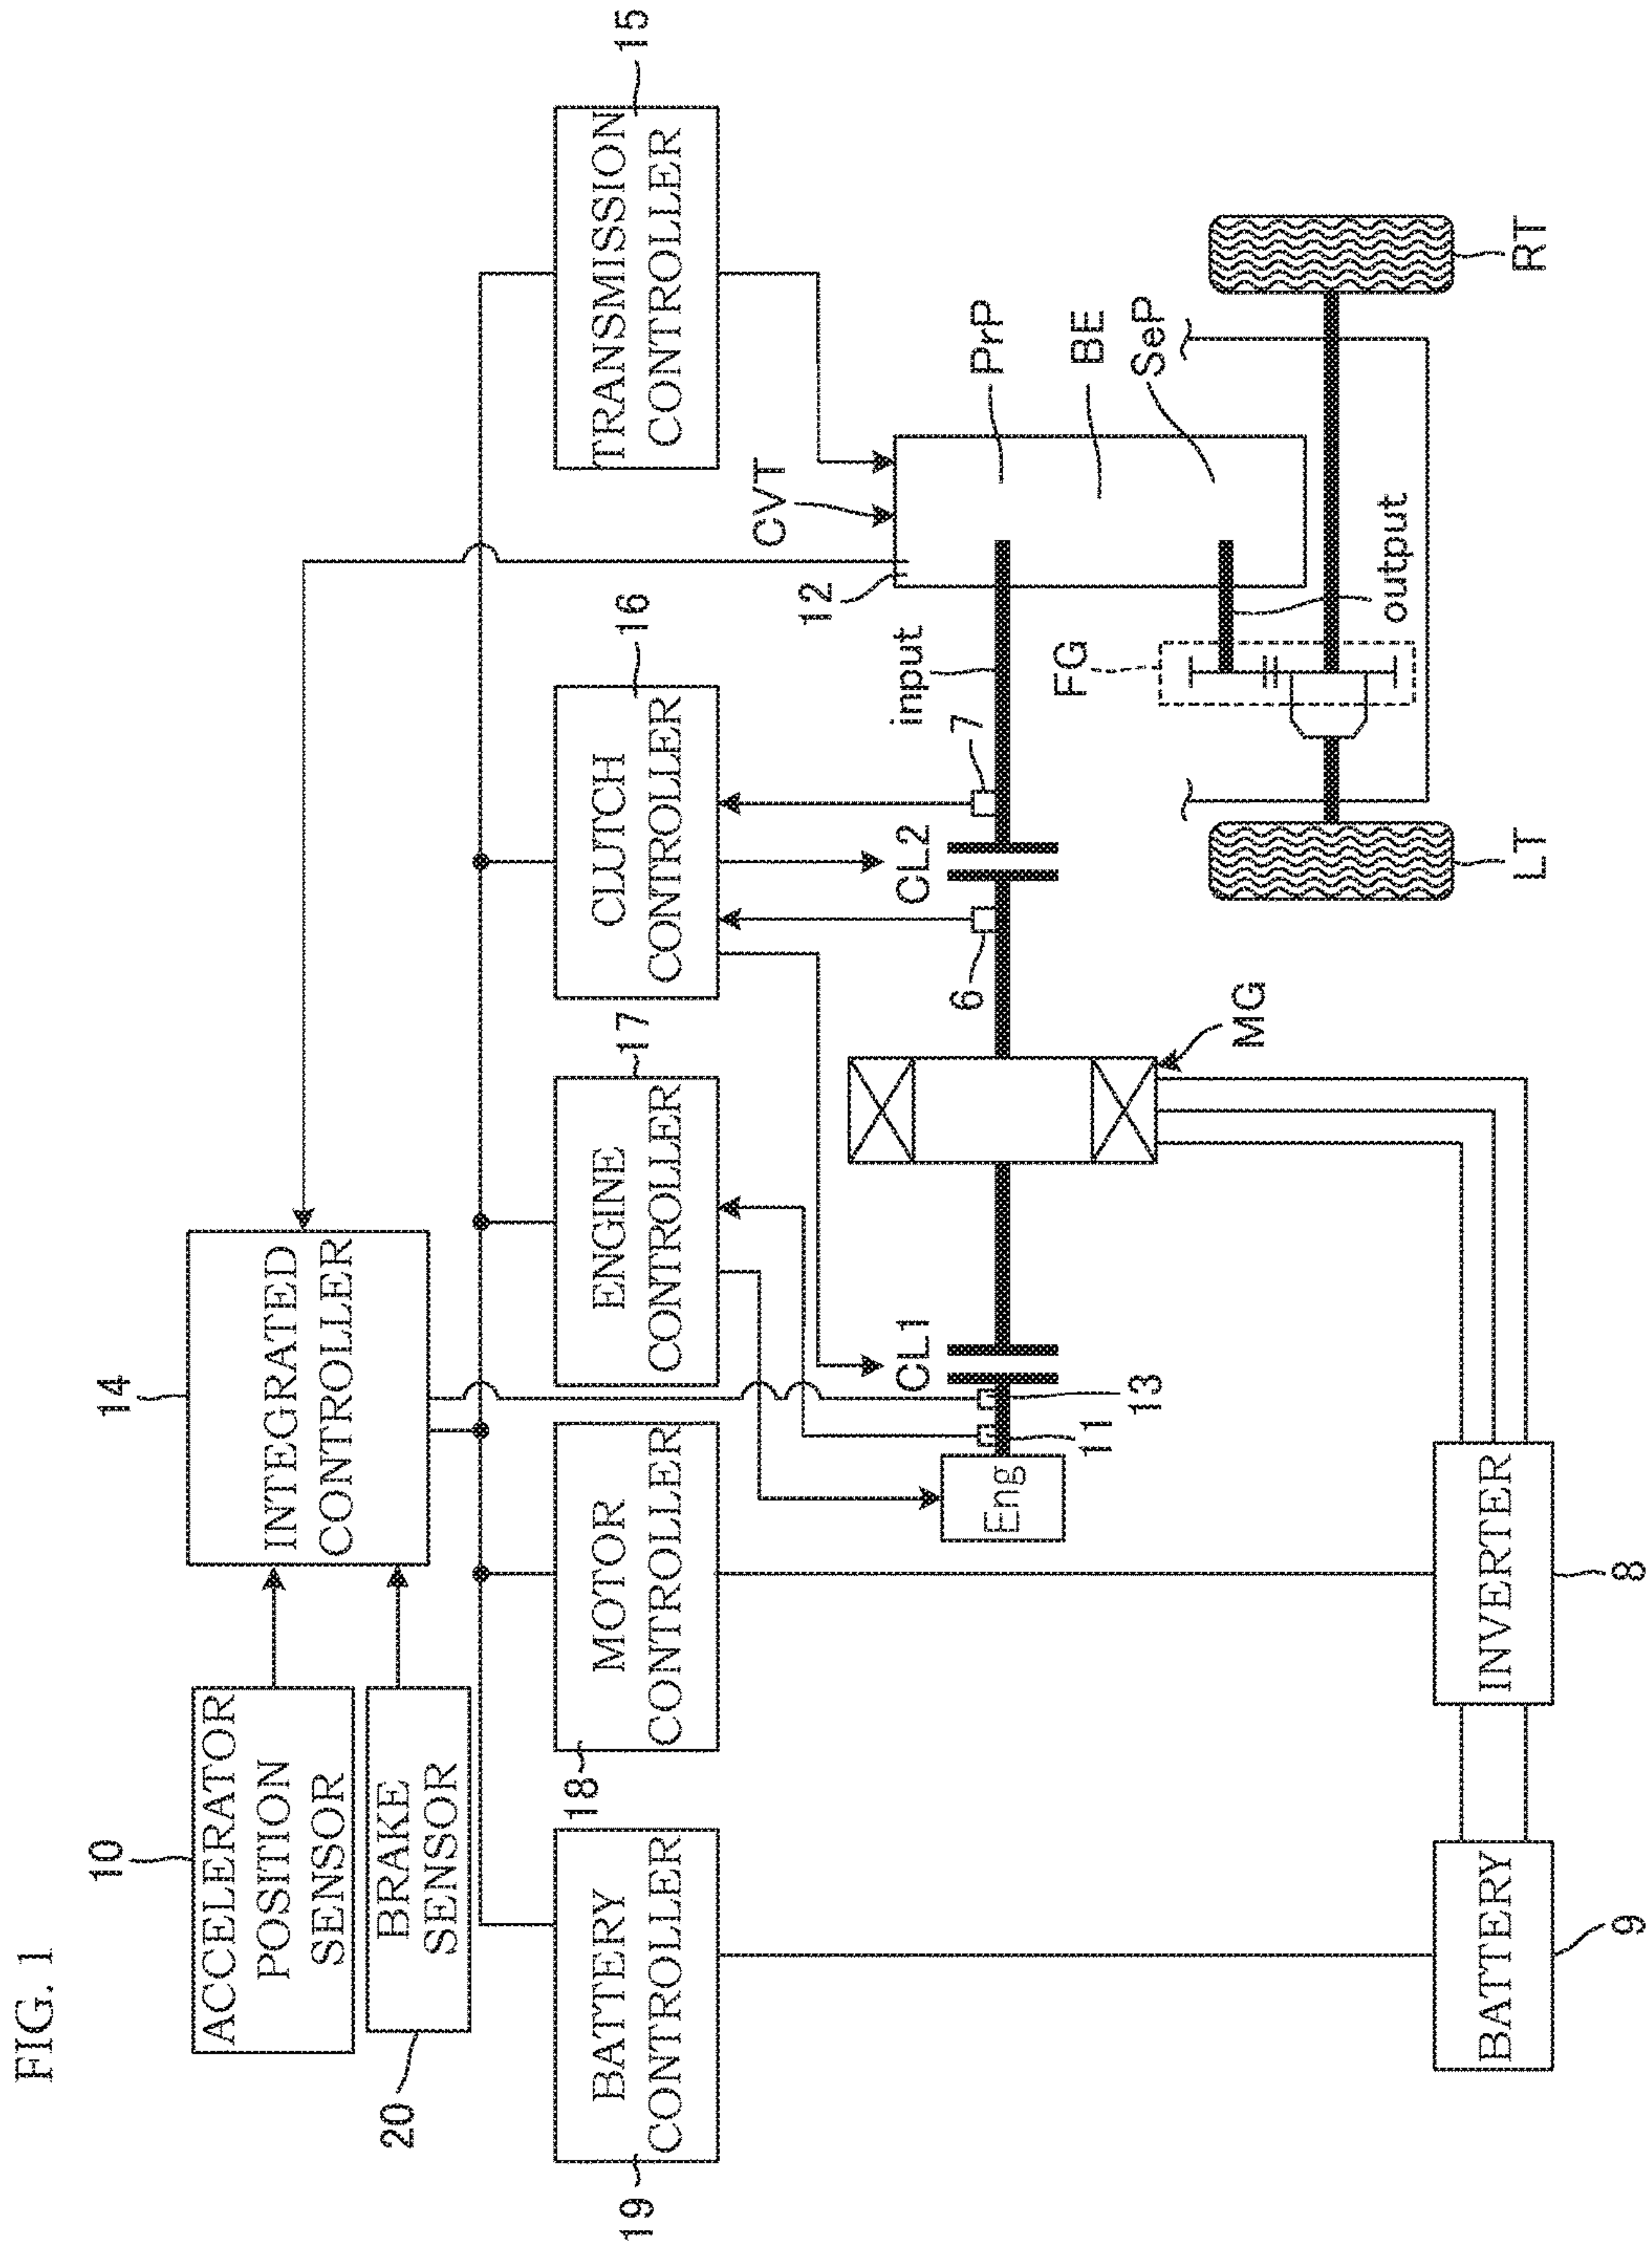 FIG. 1
10
ACCELERATOR
POSITION
SENSOR
20
BRAKE
SENSOR
14
INTEGRATED
CONTROLLER
19
BATTERY
CONTROLLER
18
MOTOR
CONTROLLER
17
ENGINE
CONTROLLER
16
CLUTCH
CONTROLLER
15
TRANSMISSION
CONTROLLER
Eng
11
13
CL1
MG
6
CL2
7
input
12
CVT
PrP
BE
SeP
FG
output
LT
RT
BATTERY
9
INVERTER
8